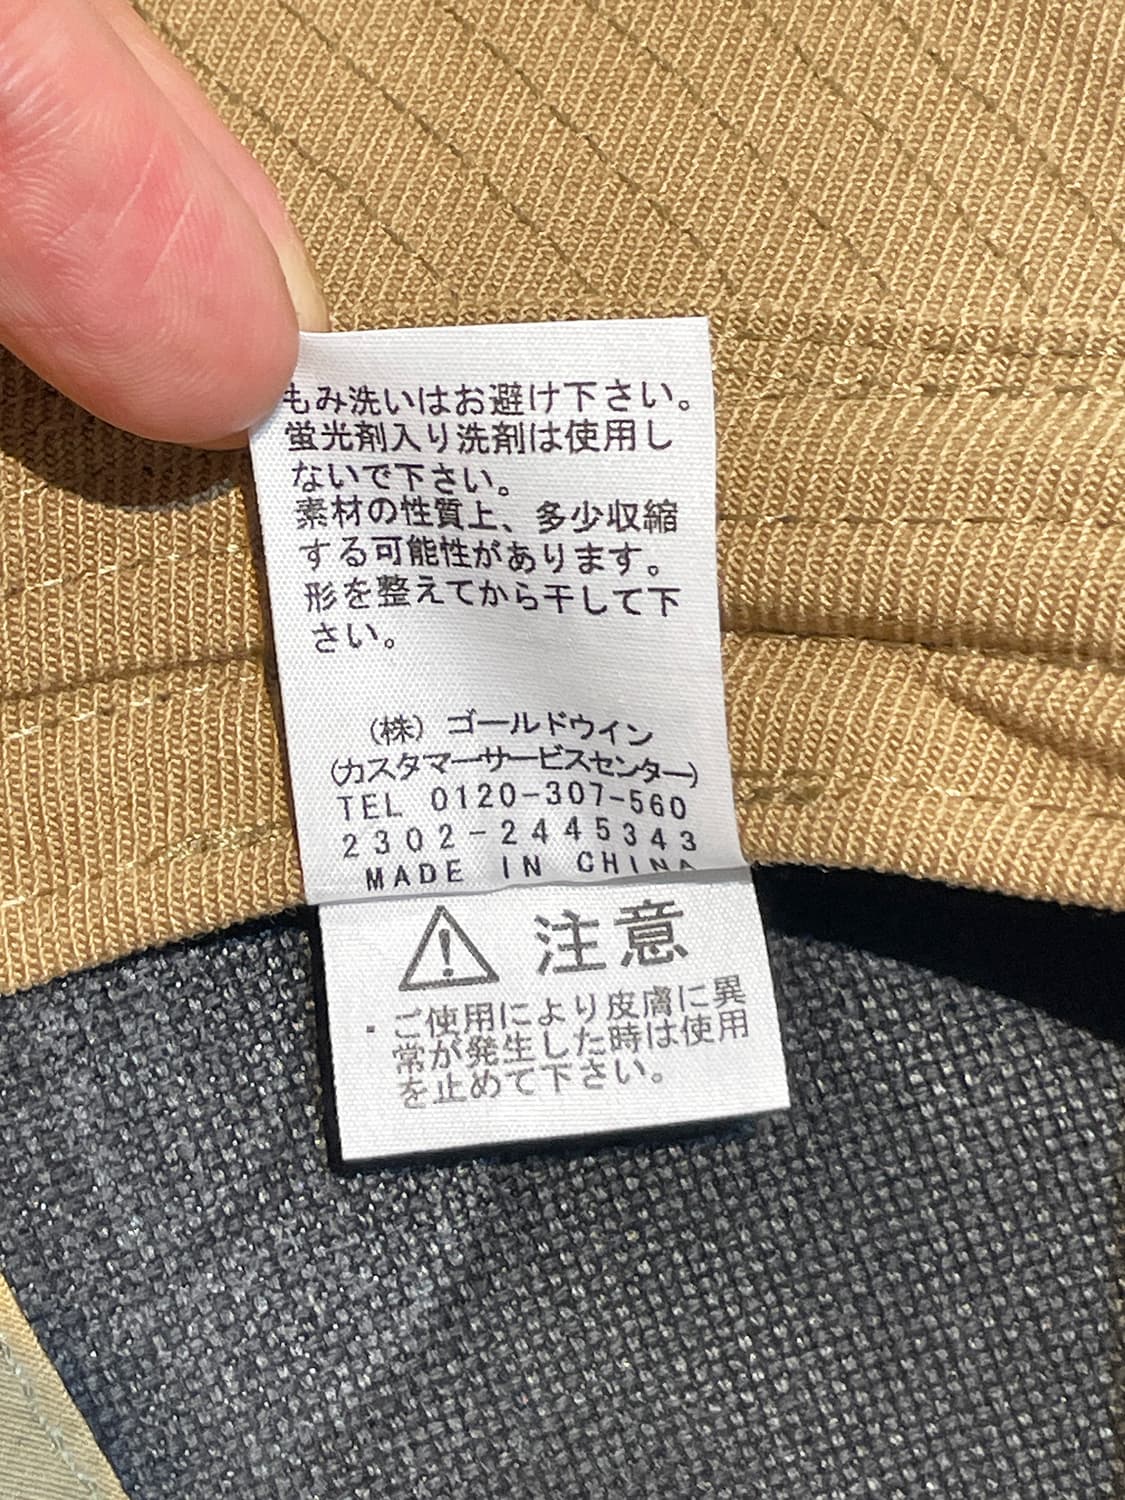 もみ洗いはお避け下さい。
蛍光剤入り洗剤は使用し
ないで下さい。
素材の性質上、多少収縮
する可能性があります。
形を整えてから干して下
さい。
(株) ゴールドウイン
(カスタマーサービスセンター)
TEL 0120-307-560
2302-2445343
MADE IN CHINA
注意
・ご使用により皮膚に異
常が発生した時は使用
を止めて下さい。